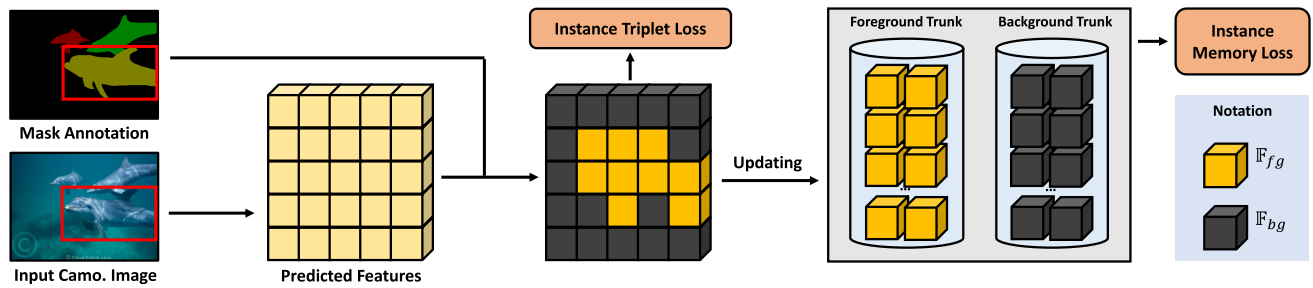 Mask Annotation
Input Camo. Image
Predicted Features
Instance Triplet Loss
Updating
Foreground Trunk
Background Trunk
...
...
Instance
Memory Loss
Notation
𝔽fg
𝔽bg
©